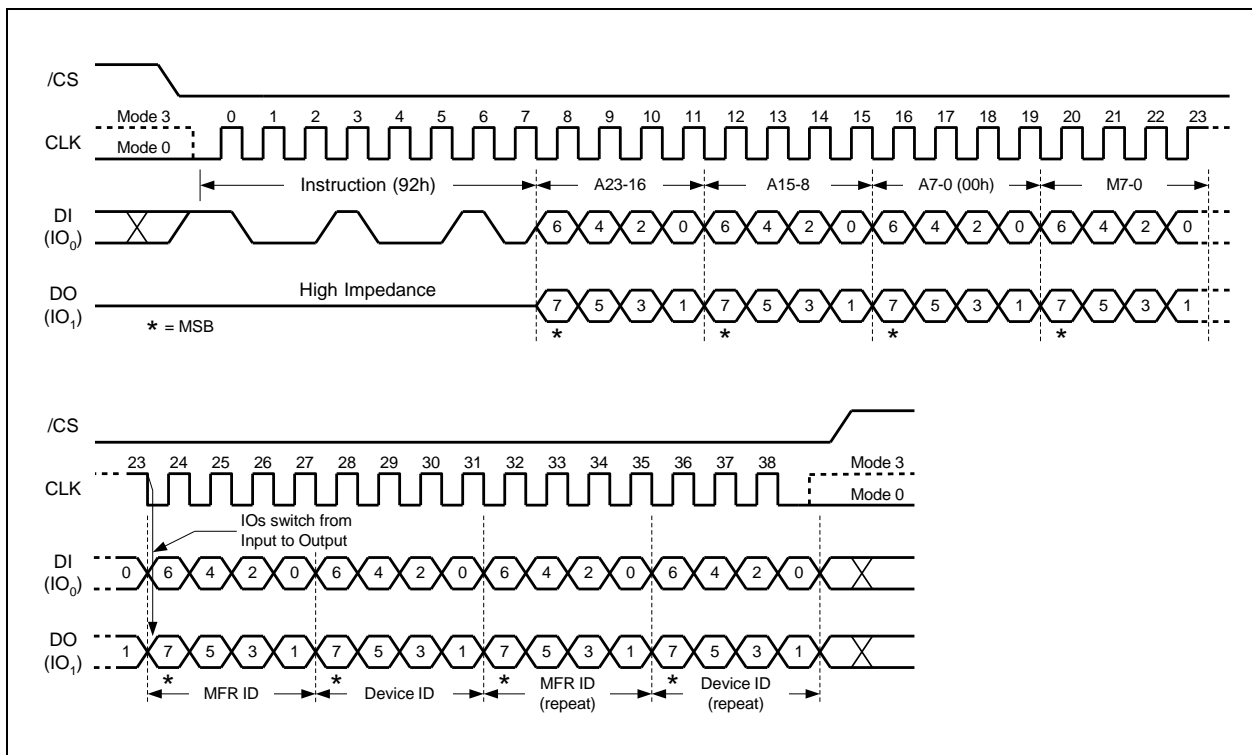 /CS
Mode 3
0 1 2 3 4 5 6 7 8 9 10 11 12 13 14 15 16 17 18 19 20 21 22 23
CLK
Mode 0
Instruction (92h) A23-16 A15-8 A7-0 (00h) M7-0
DI
(IO0)
6 4 2 0 6 4 2 0 6 4 2 0 6 4 2 0
High Impedance
DO
(IO1)
7 5 3 1 7 5 3 1 7 5 3 1 7 5 3 1
* = MSB
* * * *
/CS
23 24 25 26 27 28 29 30 31 32 33 34 35 36 37 38
Mode 3
CLK
Mode 0
IOs switch from
Input to Output
DI
(IO0)
0 6 4 2 0 6 4 2 0 6 4 2 0 6 4 2 0
DO
(IO1)
1 7 5 3 1 7 5 3 1 7 5 3 1 7 5 3 1
* * * *
MFR ID Device ID MFR ID
(repeat)
Device ID
(repeat)